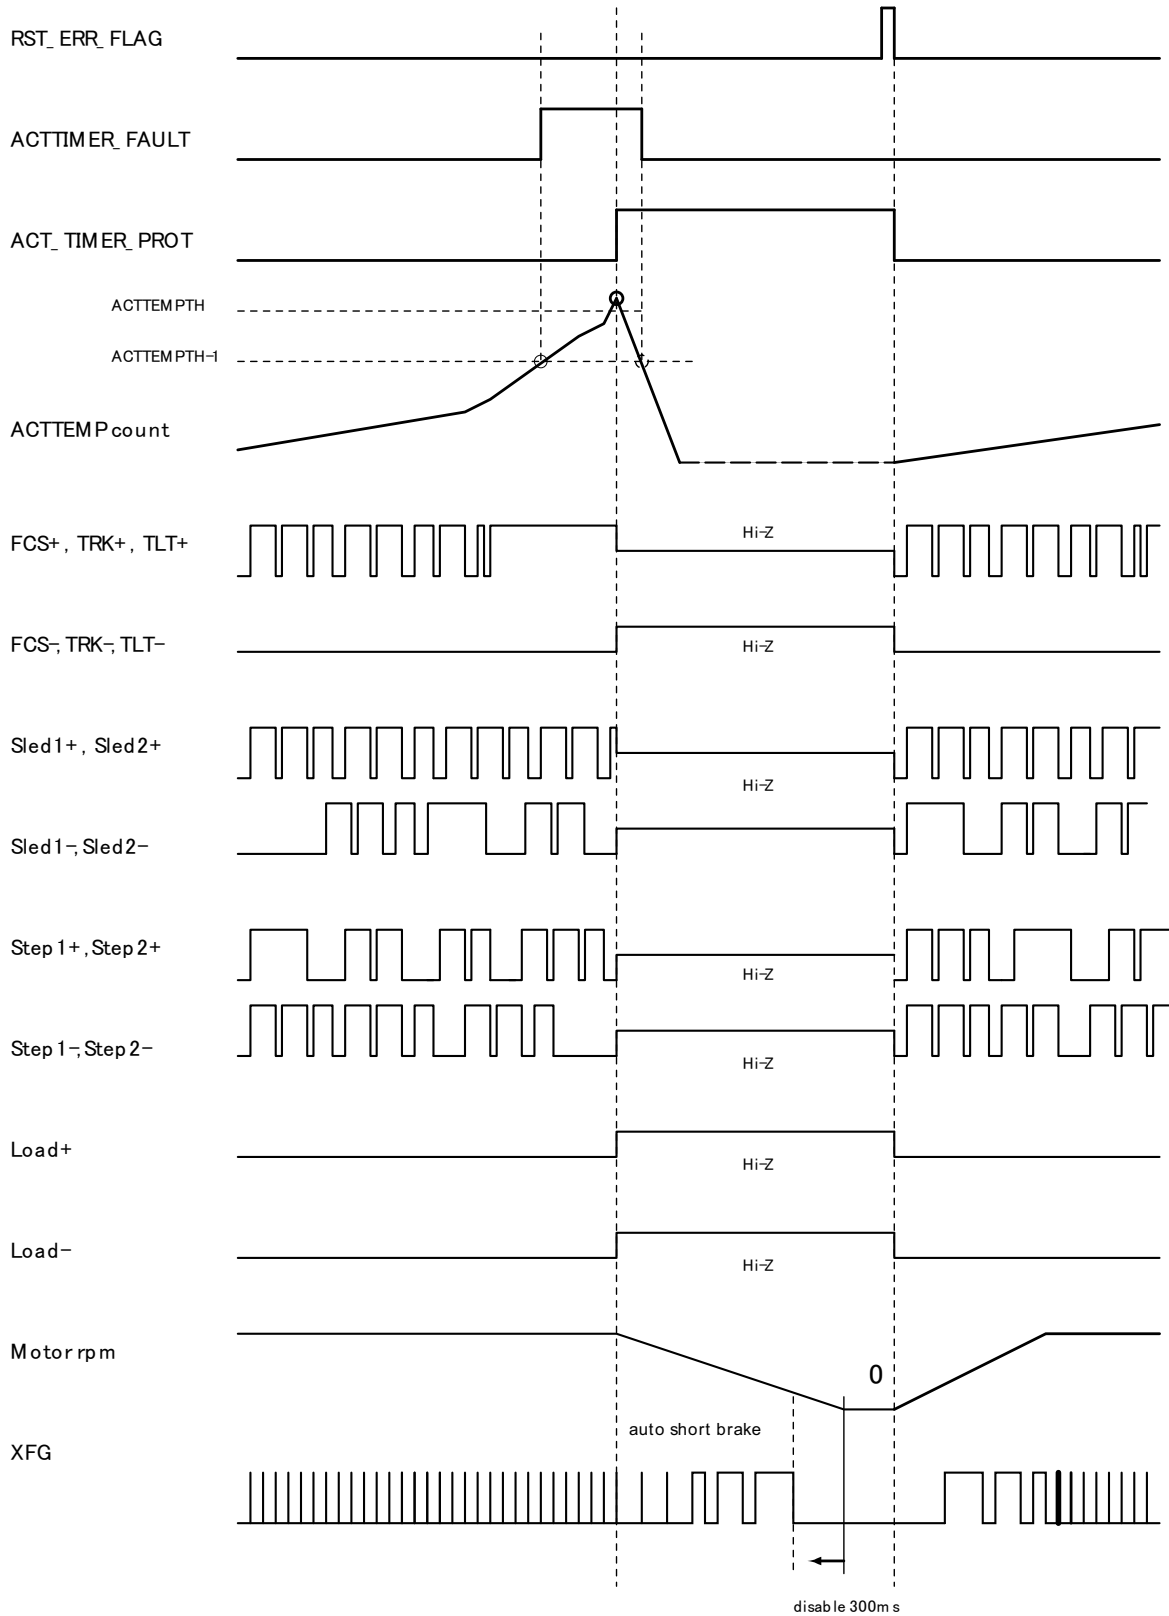 RST_ERR_FLAG
ACTTIMER_FAULT
ACT_TIMER_PROT
ACTTEMPTH
ACTTEMPTH-1
ACTTEMPcount
FCS+, TRK+, TLT+
Hi-Z
FCS-, TRK-, TLT-
Hi-Z
Sled1+, Sled2+
Hi-Z
Sled1-, Sled2-
Step1+, Step2+
Hi-Z
Step1-, Step2-
Hi-Z
Load+
Hi-Z
Load-
Hi-Z
Motor rpm
0
auto short brake
XFG
disable 300ms